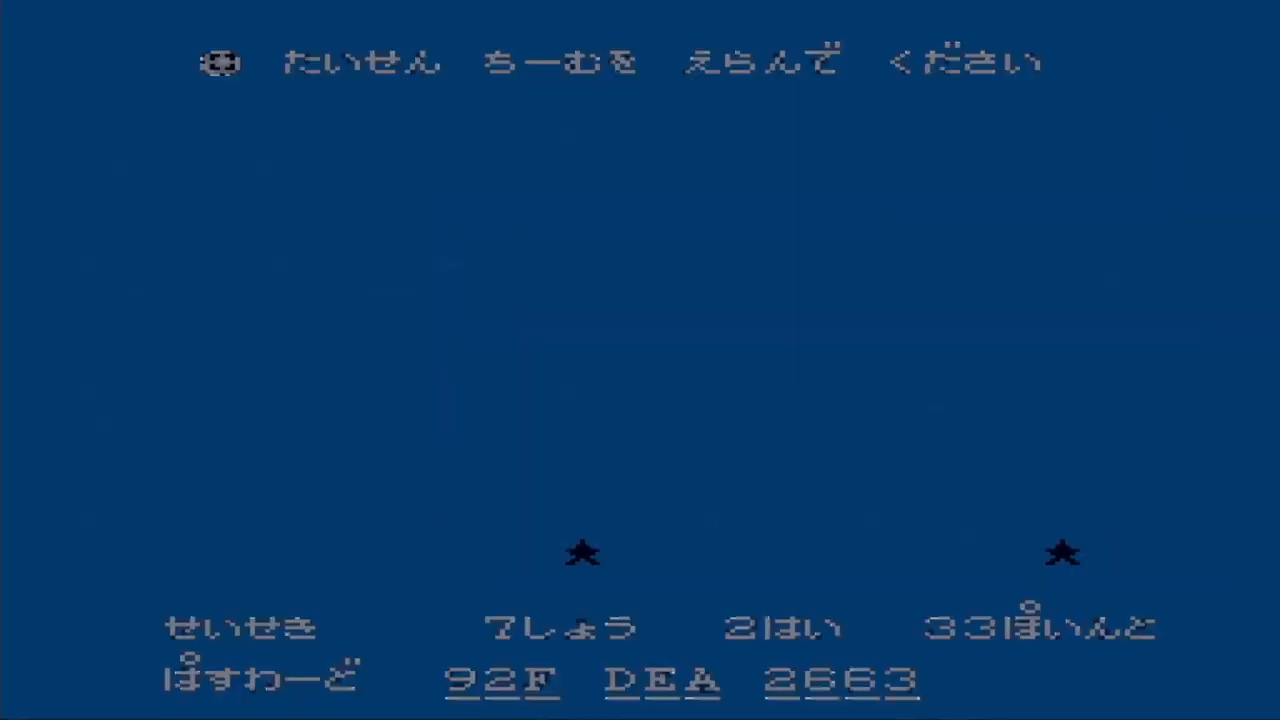 たいせん ちーむを えらんで ください
せいせき 7しょう 2はい 33ぽいんと
ぱすわーど 92F DEA 2663